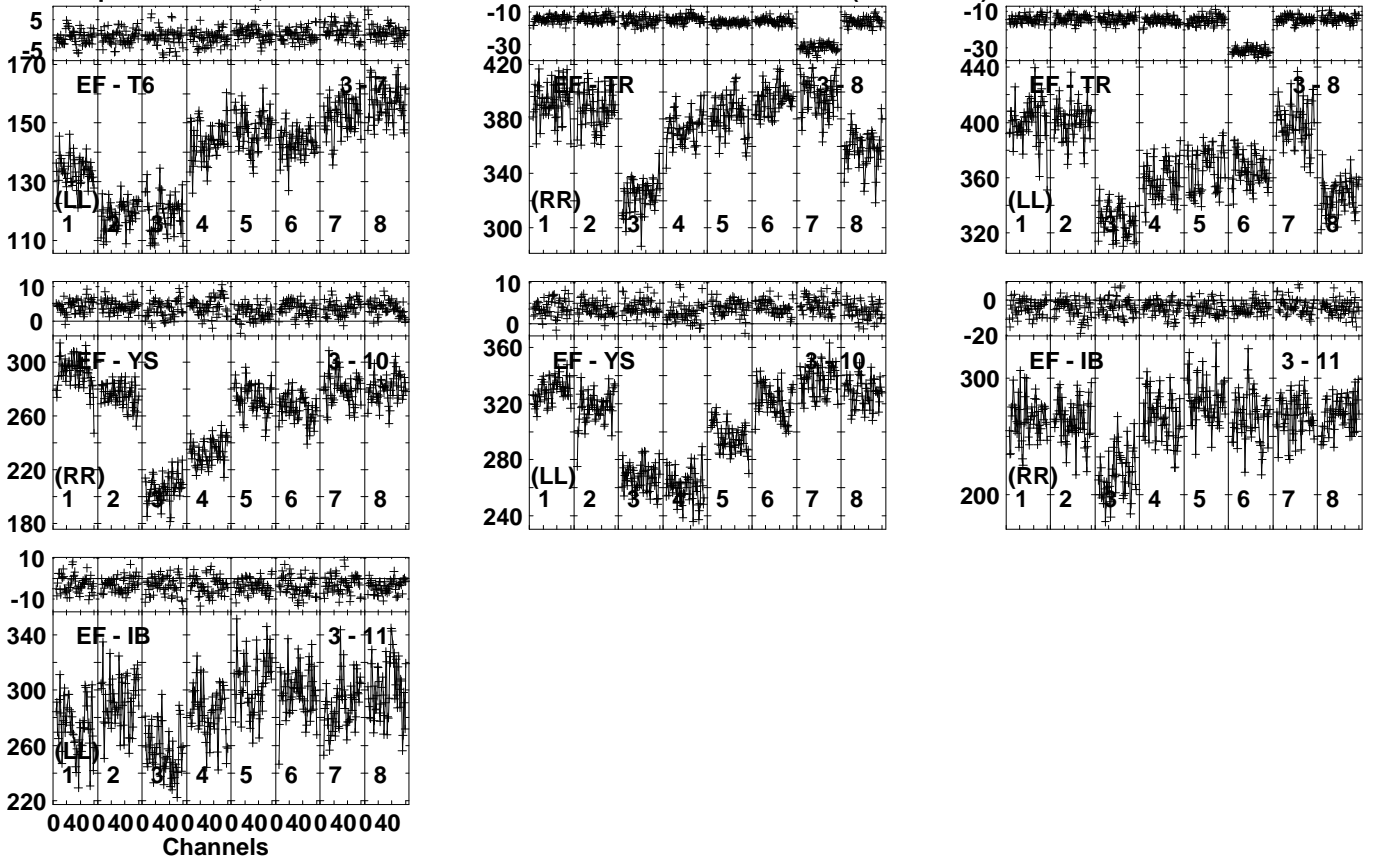 5
-5
170
EF - T6 3 - 7
150
130
(LL)
1 2 3 4 5 6 7 8
110
-10
-30
420
EF - TR 3 - 8
380
340
(RR)
1 2 3 4 5 6 7 8
300
-10
-30
440
EF - TR 3 - 8
400
360
(LL)
1 2 3 4 5 6 7 8
320
10
0
300
EF - YS 3 - 10
260
220
(RR)
1 2 3 4 5 6 7 8
180
10
0
360
EF - YS 3 - 10
320
280
(LL)
1 2 3 4 5 6 7 8
240
0
-20
EF - IB 3 - 11
300
(RR)
200
1 2 3 4 5 6 7 8
10
-10
340
EF - IB 3 - 11
300
260
(LL)
1 2 3 4 5 6 7 8
220
0 40 0 40 0 40 0 40 0 40 0 40 0 40 0 40
Channels